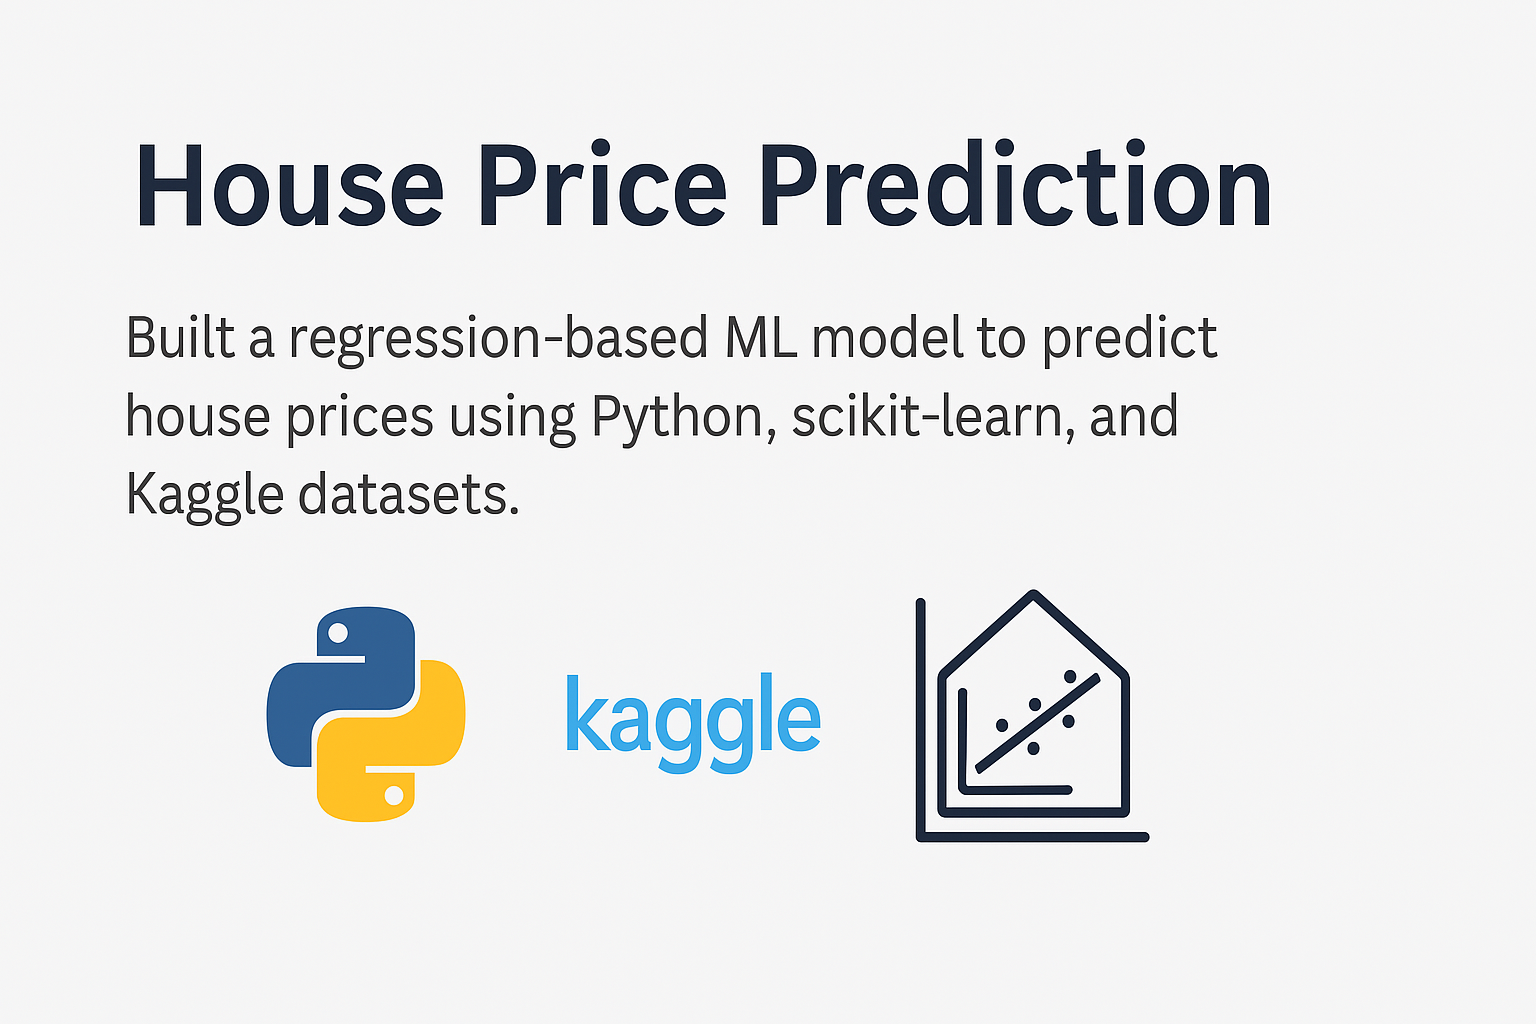 House Price Prediction
Built a regression-based ML model to predict
house prices using Python, scikit-learn, and
Kaggle datasets.
kaggle